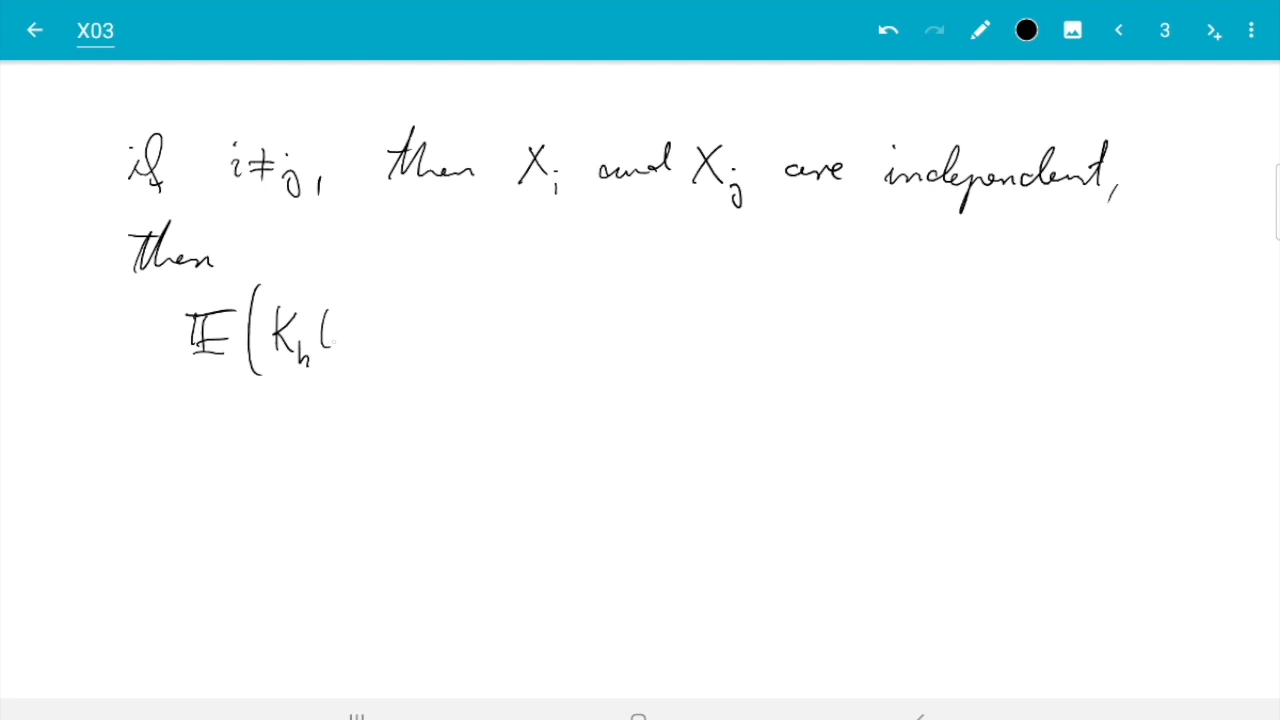 X03
3
if i≠j, then X_i and X_j are independent,
then
𝔼(K_h(